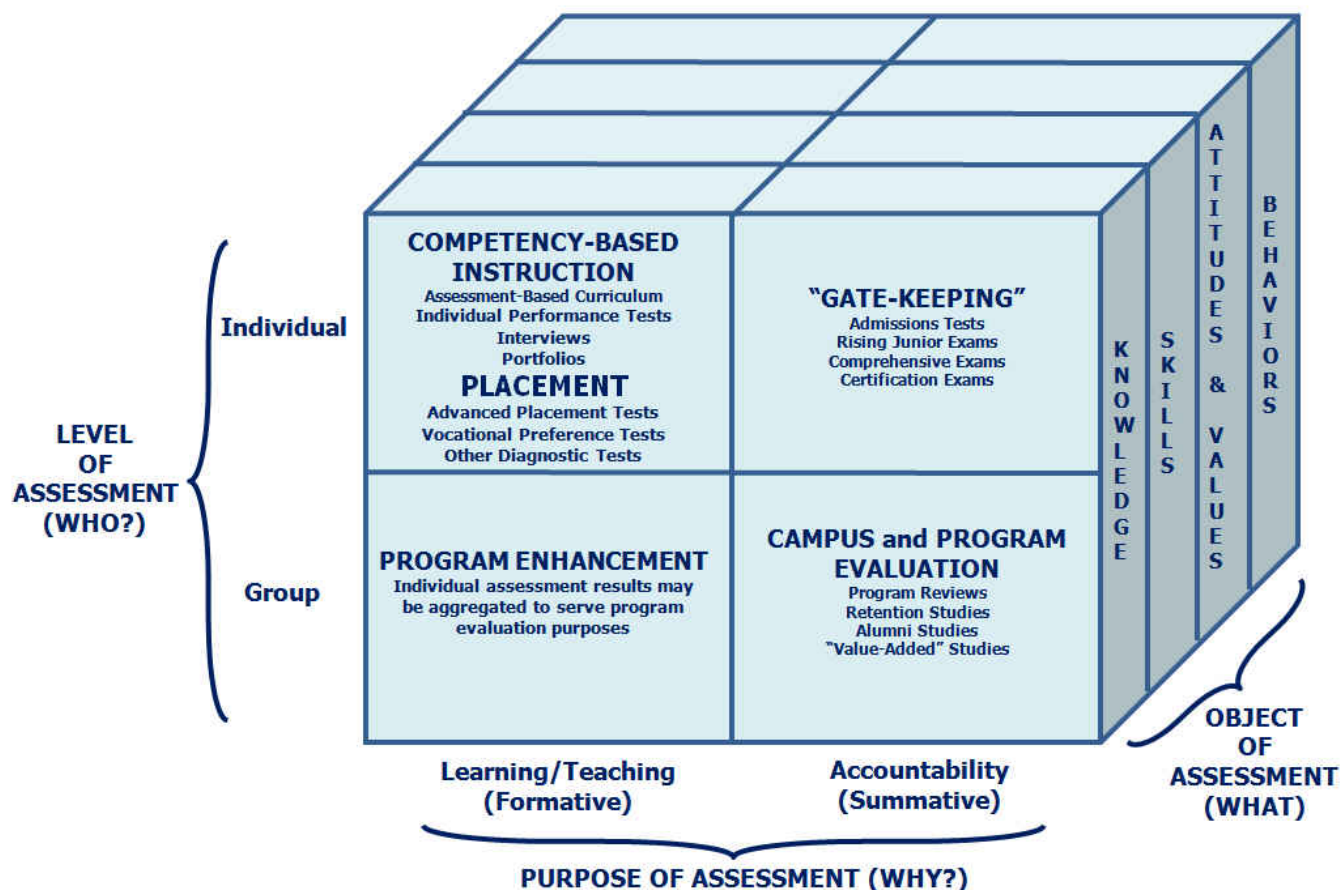 COMPETENCY-BASED
INSTRUCTION
Assessment-Based Curriculum
Individual Performance Tests
Interviews
Portfolios
PLACEMENT
Advanced Placement Tests
Vocational Preference Tests
Other Diagnostic Tests
"GATE-KEEPING"
Admissions Tests
Rising Junior Exams
Comprehensive Exams
Certification Exams
Individual
LEVEL
OF
ASSESSMENT
(WHO?)
Group
PROGRAM ENHANCEMENT
Individual assessment results may
be aggregated to serve program
evaluation purposes
CAMPUS and PROGRAM
EVALUATION
Program Reviews
Retention Studies
Alumni Studies
"Value-Added" Studies
KNOWLEDGE
SKILLS
ATTITUDES & VALUES
BEHAVIORS
Learning/Teaching
(Formative)
Accountability
(Summative)
OBJECT
OF
ASSESSMENT
(WHAT)
PURPOSE OF ASSESSMENT (WHY?)